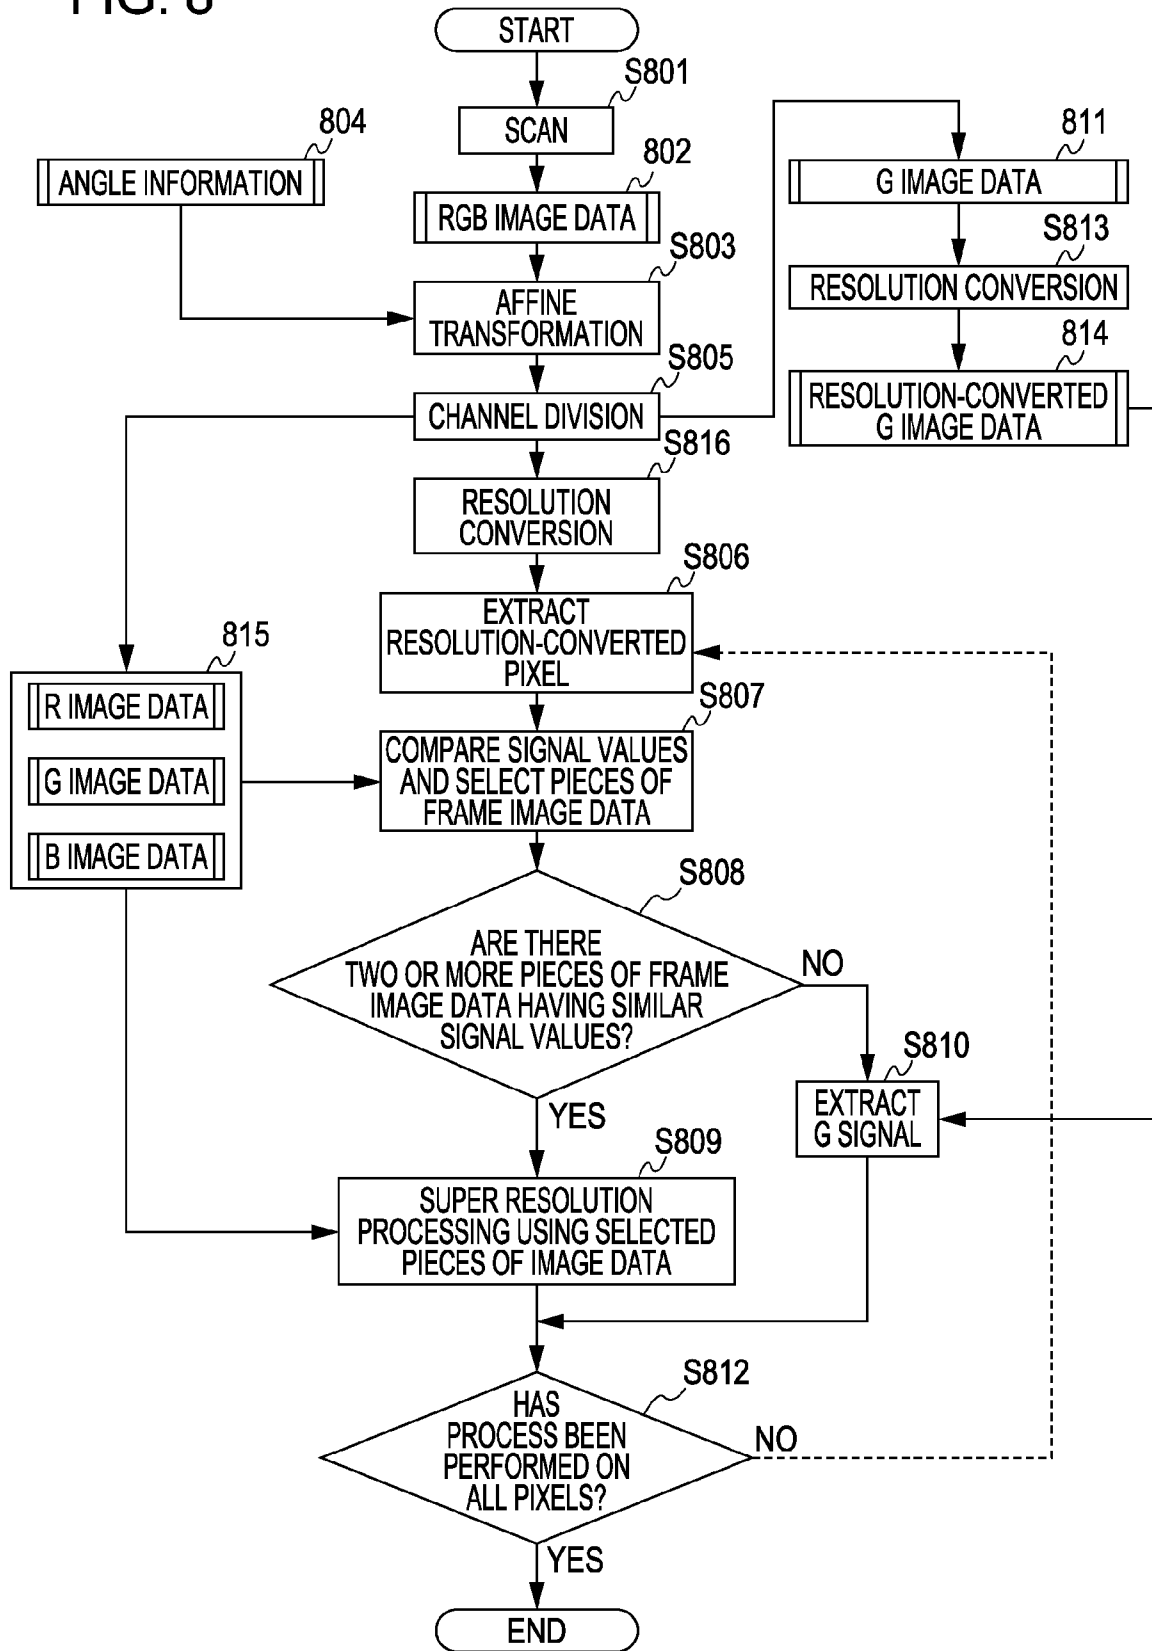 FIG. 8
START
S801
SCAN
804
ANGLE INFORMATION
802
RGB IMAGE DATA
S803
AFFINE
TRANSFORMATION
S805
CHANNEL DIVISION
811
G IMAGE DATA
S813
RESOLUTION CONVERSION
814
RESOLUTION-CONVERTED
G IMAGE DATA
S816
RESOLUTION
CONVERSION
S806
EXTRACT
RESOLUTION-CONVERTED
PIXEL
815
R IMAGE DATA
G IMAGE DATA
B IMAGE DATA
S807
COMPARE SIGNAL VALUES
AND SELECT PIECES OF
FRAME IMAGE DATA
S808
ARE THERE
TWO OR MORE PIECES OF FRAME
IMAGE DATA HAVING SIMILAR
SIGNAL VALUES?
NO
YES
S810
EXTRACT
G SIGNAL
S809
SUPER RESOLUTION
PROCESSING USING SELECTED
PIECES OF IMAGE DATA
S812
HAS
PROCESS BEEN
PERFORMED ON
ALL PIXELS?
NO
YES
END